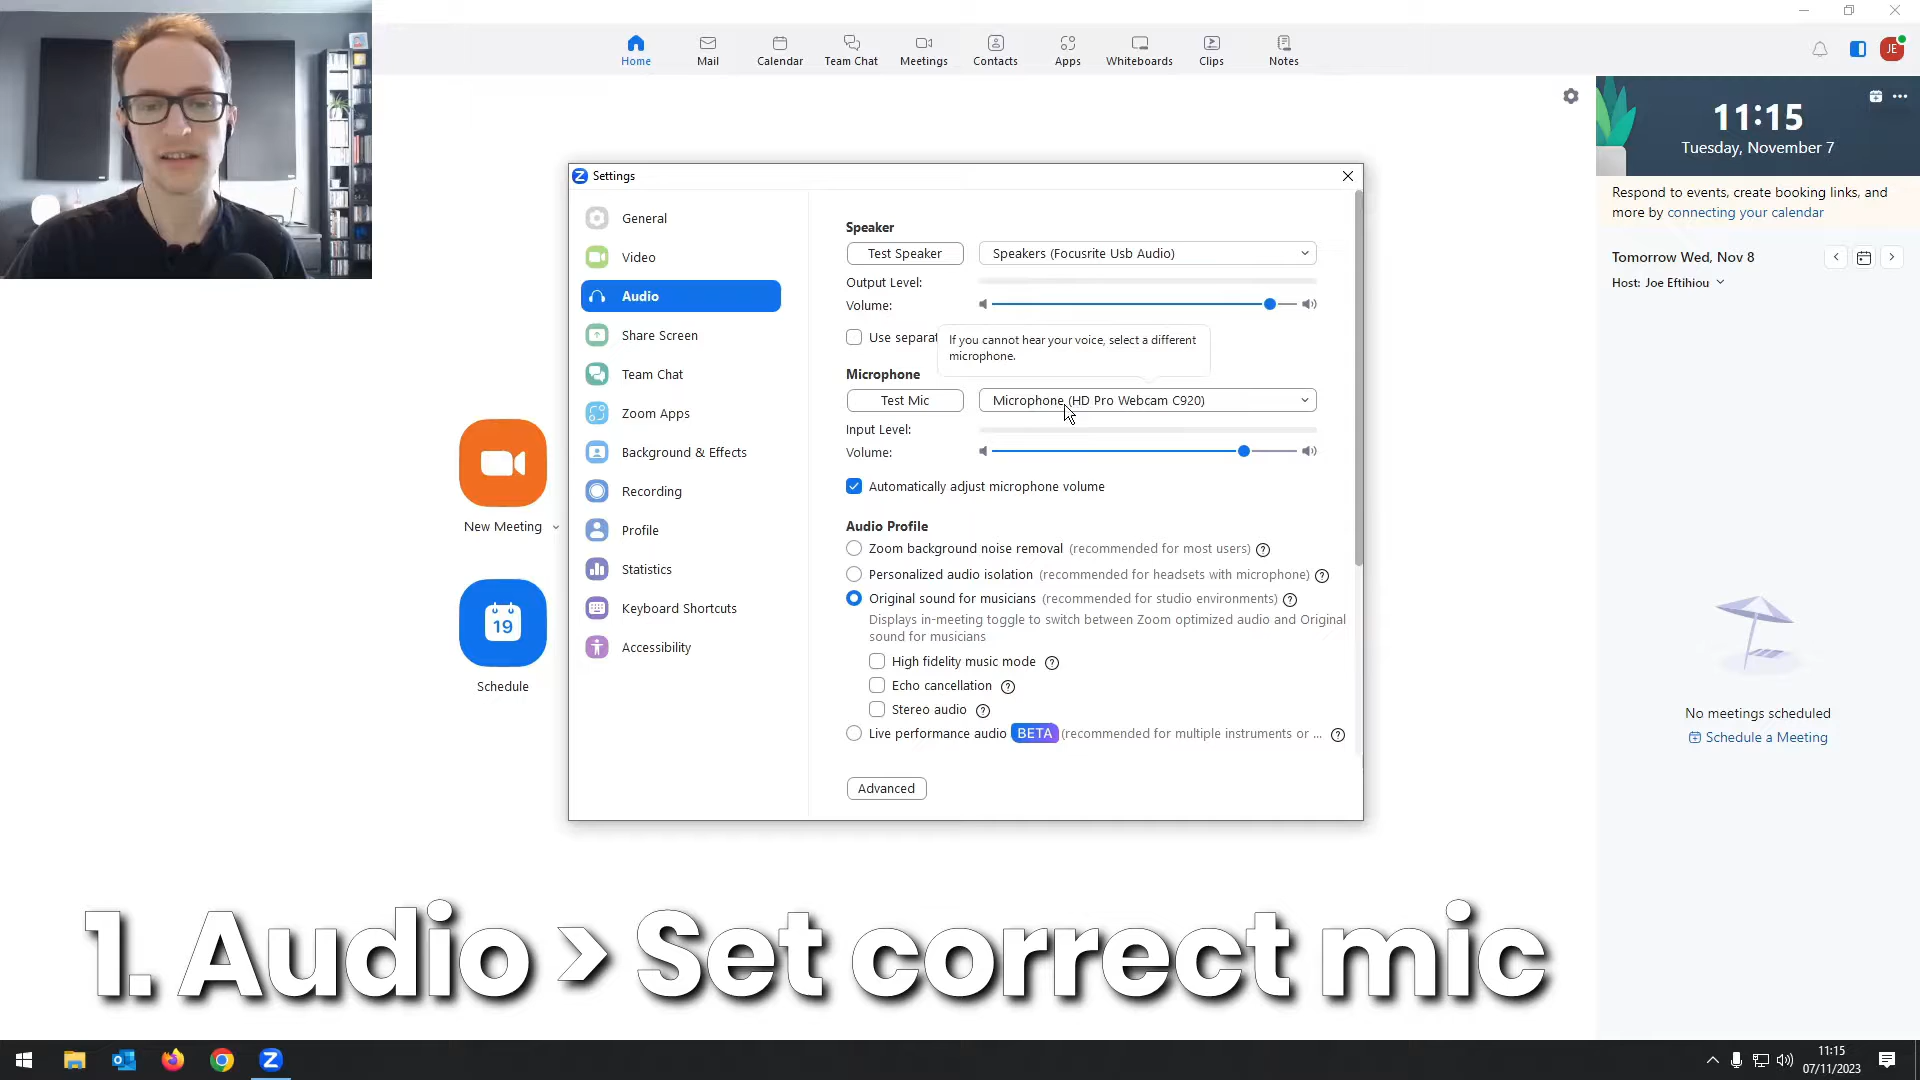 Home
Mail
Calendar
Team Chat
Meetings
Contacts
Apps
Whiteboards
Clips
Notes
JE
11:15
Tuesday, November 7
Respond to events, create booking links, and
more by connecting your calendar
Tomorrow Wed, Nov 8
Host: Joe Eftihiou
No meetings scheduled
Schedule a Meeting
New Meeting
19
Schedule
Settings
General
Video
Audio
Share Screen
Team Chat
Zoom Apps
Background & Effects
Recording
Profile
Statistics
Keyboard Shortcuts
Accessibility
Speaker
Test Speaker
Speakers (Focusrite Usb Audio)
Output Level:
Volume:
Use separat
If you cannot hear your voice, select a different
microphone.
Microphone
Test Mic
Microphone (HD Pro Webcam C920)
Input Level:
Volume:
Automatically adjust microphone volume
Audio Profile
Zoom background noise removal (recommended for most users)
Personalized audio isolation (recommended for headsets with microphone)
Original sound for musicians (recommended for studio environments)
Displays in-meeting toggle to switch between Zoom optimized audio and Original
sound for musicians
High fidelity music mode
Echo cancellation
Stereo audio
Live performance audio BETA (recommended for multiple instruments or ...
Advanced
1. Audio > Set correct mic
11:15
07/11/2023